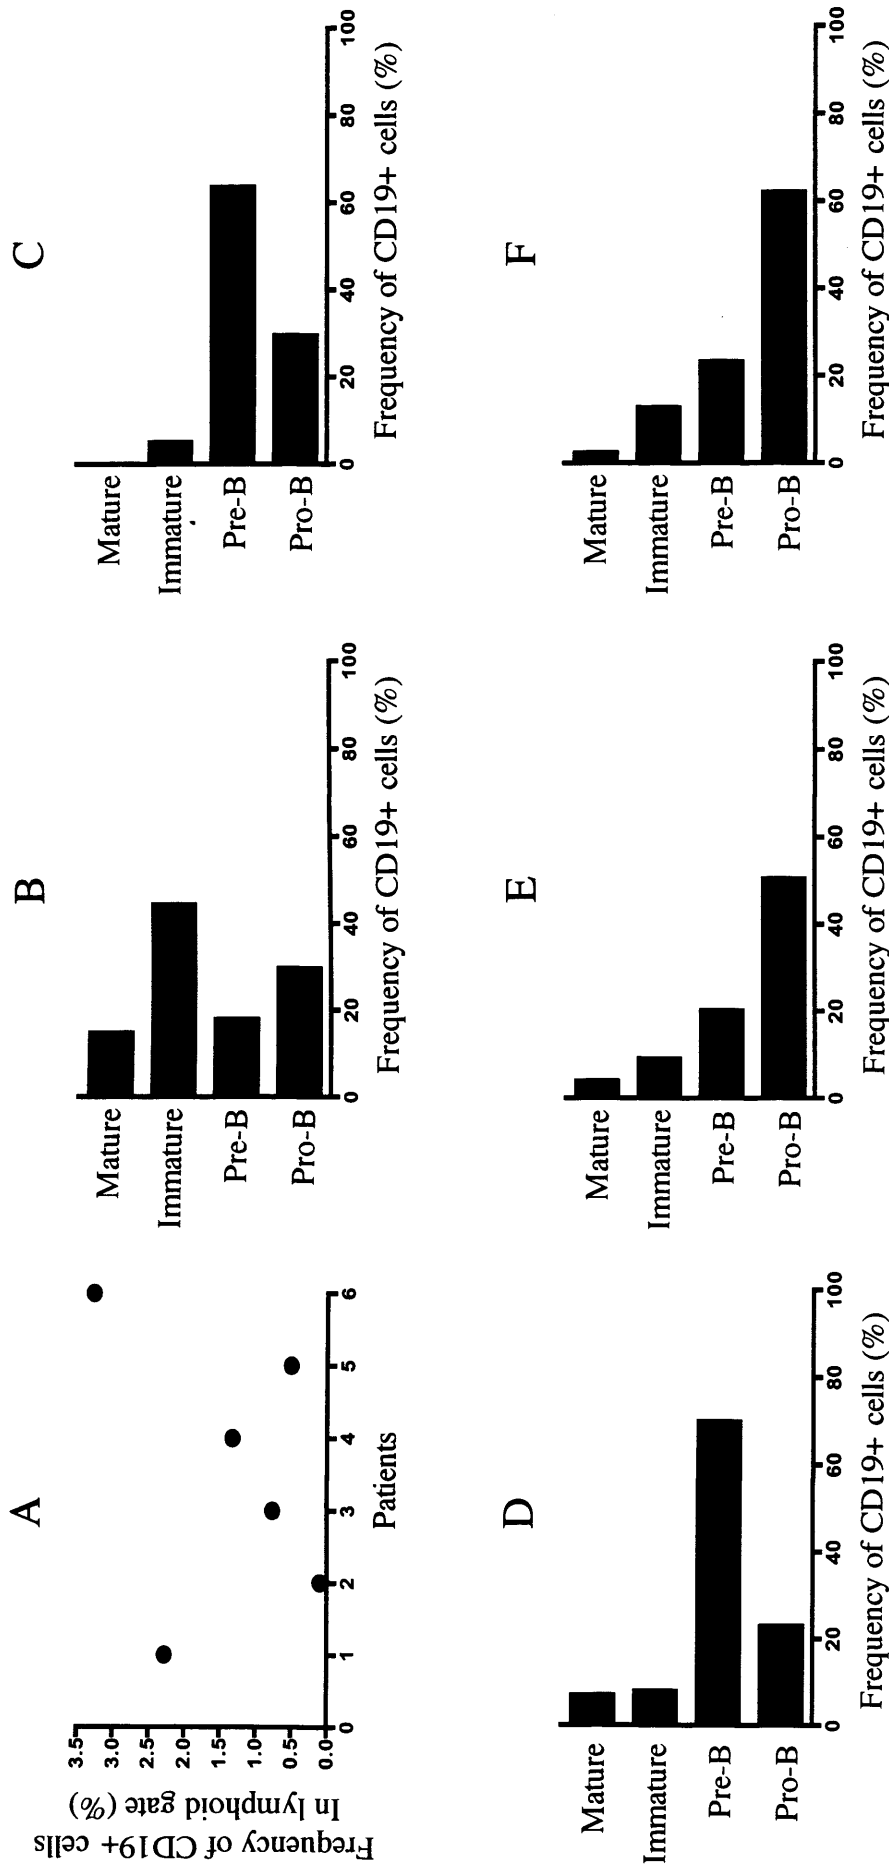 A
Frequency of CD19+ cells
In lymphoid gate (%)
3.5
3.0
2.5
2.0
1.5
1.0
0.5
0.0
0 1 2 3 4 5 6
Patients
B
Mature
Immature
Pre-B
Pro-B
0 20 40 60 80 100
Frequency of CD19+ cells (%)
C
Mature
Immature
Pre-B
Pro-B
0 20 40 60 80 100
Frequency of CD19+ cells (%)
D
Mature
Immature
Pre-B
Pro-B
0 20 40 60 80 100
Frequency of CD19+ cells (%)
E
Mature
Immature
Pre-B
Pro-B
0 20 40 60 80 100
Frequency of CD19+ cells (%)
F
Mature
Immature
Pre-B
Pro-B
0 20 40 60 80 100
Frequency of CD19+ cells (%)